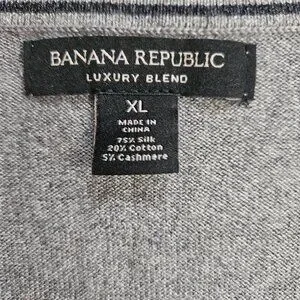 BANANA REPUBLIC
LUXURY BLEND
XL
MADE IN
CHINA
75% Silk
20% Cotton
5% Cashmere